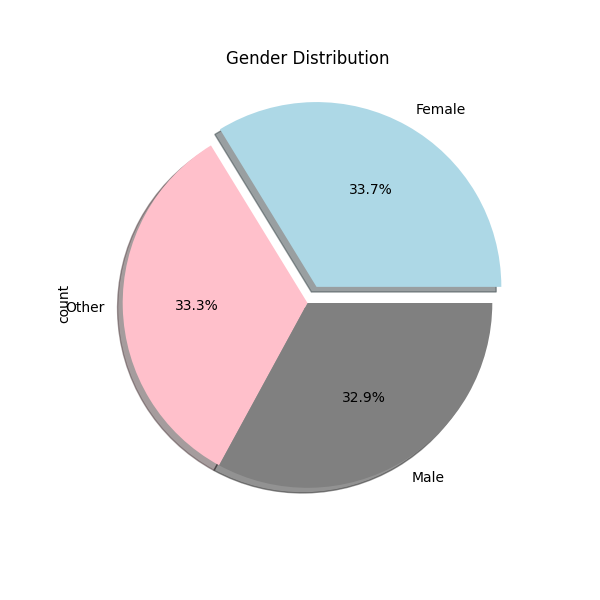 Gender Distribution
Female
33.7%
count
Other
33.3%
32.9%
Male